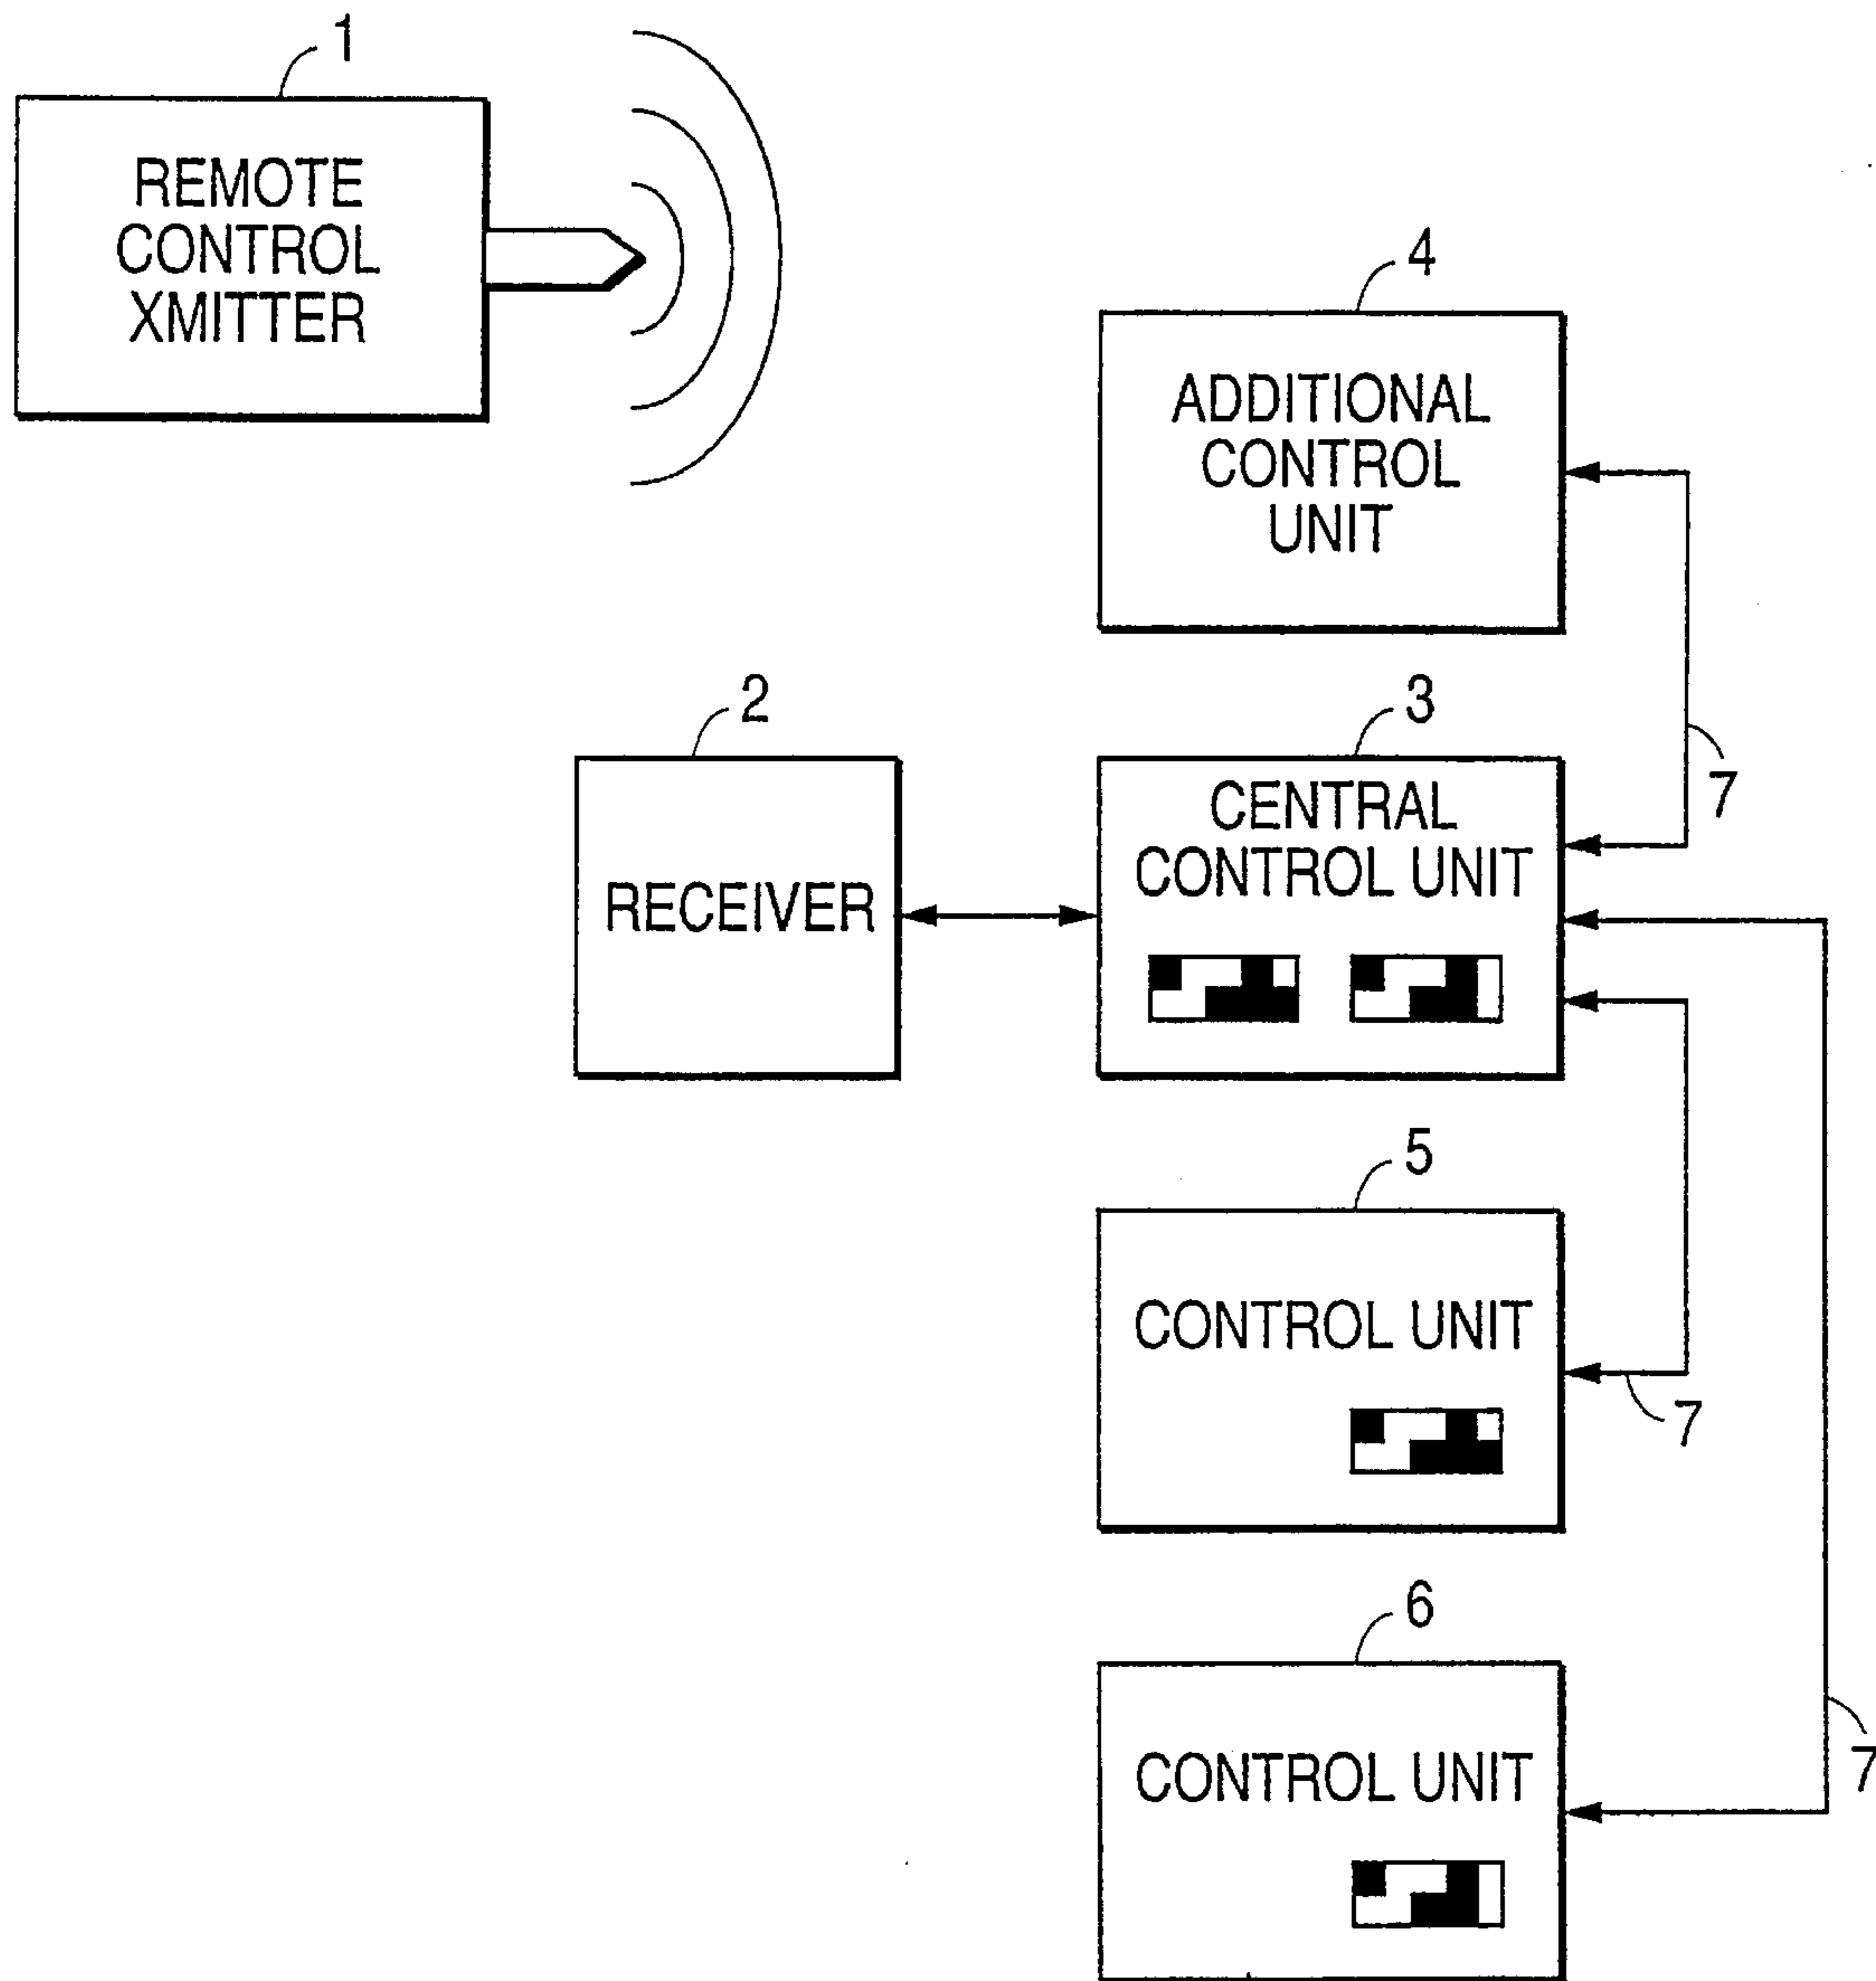 1
REMOTE
CONTROL
XMITTER
4
ADDITIONAL
CONTROL
UNIT
7
2
RECEIVER
3
CENTRAL
CONTROL UNIT
5
CONTROL UNIT
7
6
CONTROL UNIT
7